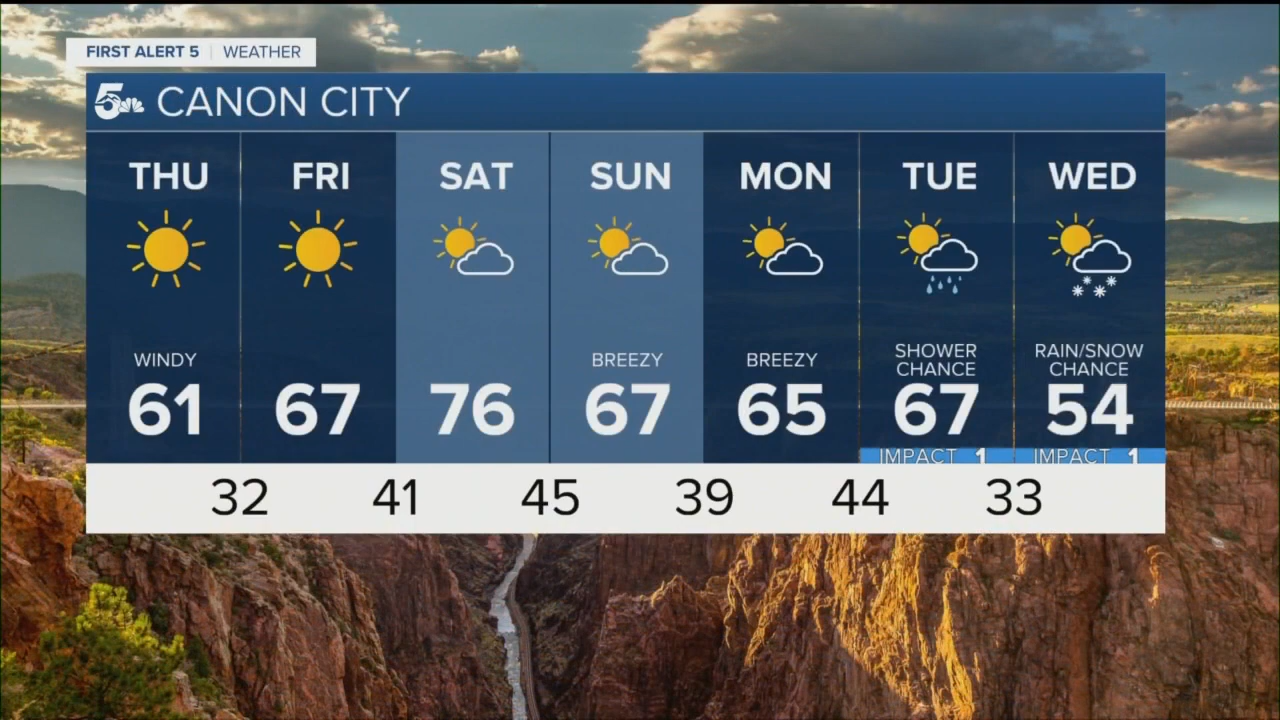 FIRST ALERT 5 | WEATHER
5 CANON CITY
THU FRI SAT SUN MON TUE WED
WINDY BREEZY BREEZY SHOWER CHANCE RAIN/SNOW CHANCE
61 67 76 67 65 67 54
IMPACT 1 IMPACT 1
32 41 45 39 44 33